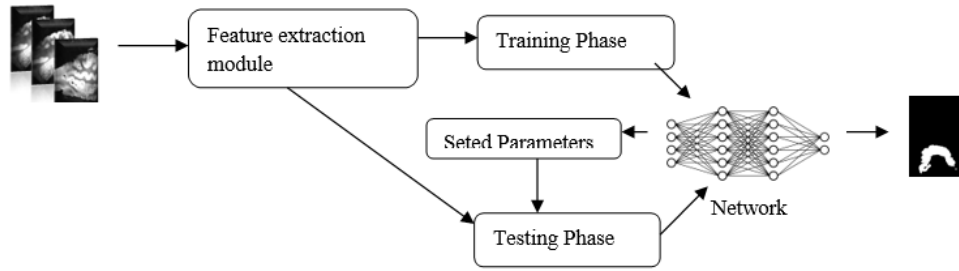 Feature extraction
module
Training Phase
Seted Parameters
Testing Phase
Network